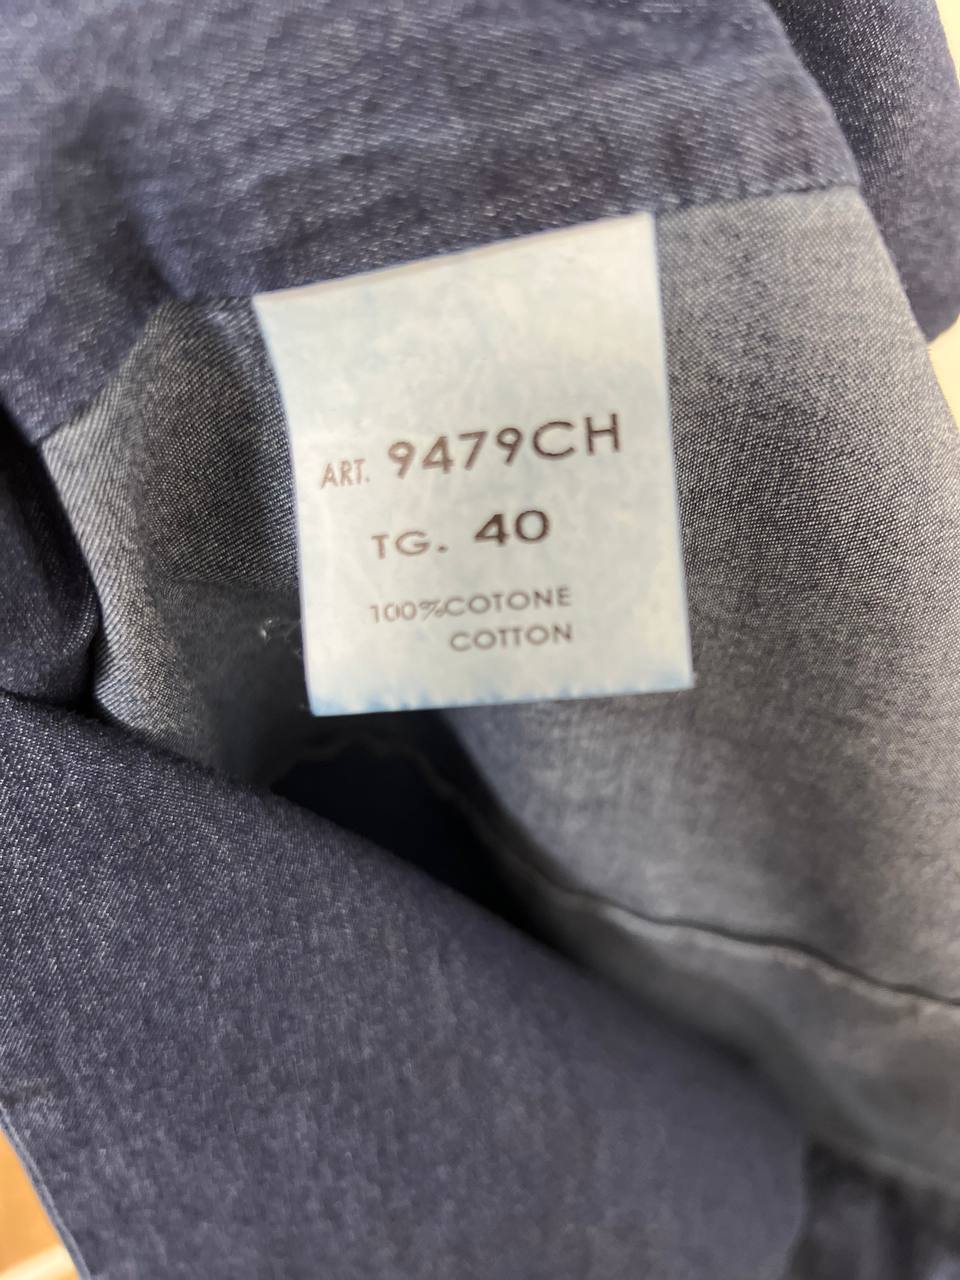 ART. 9479CH
TG. 40
100%COTONE
COTTON